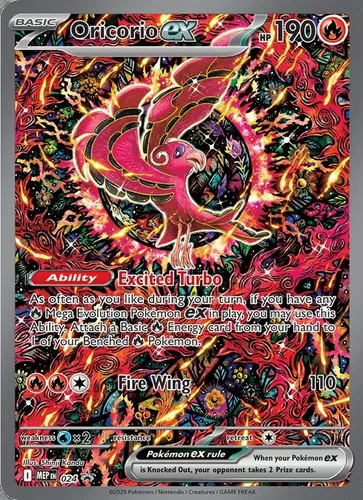 BASIC
Oricorio ex HP 190
Ability Excited Turbo
As often as you like during your turn, if you have any
Mega Evolution Pokémon ex in play, you may use this
Ability. Attach a Basic Energy card from your hand to
1 of your Benched Pokémon.
Fire Wing 110
weakness x2 resistance retreat
Illus. Shinji Kanda
Pokémon ex rule
When your Pokémon ex
is Knocked Out, your opponent takes 2 Prize cards.
I MEP EN 024
©2025 Pokémon / Nintendo / Creatures / GAME FREAK